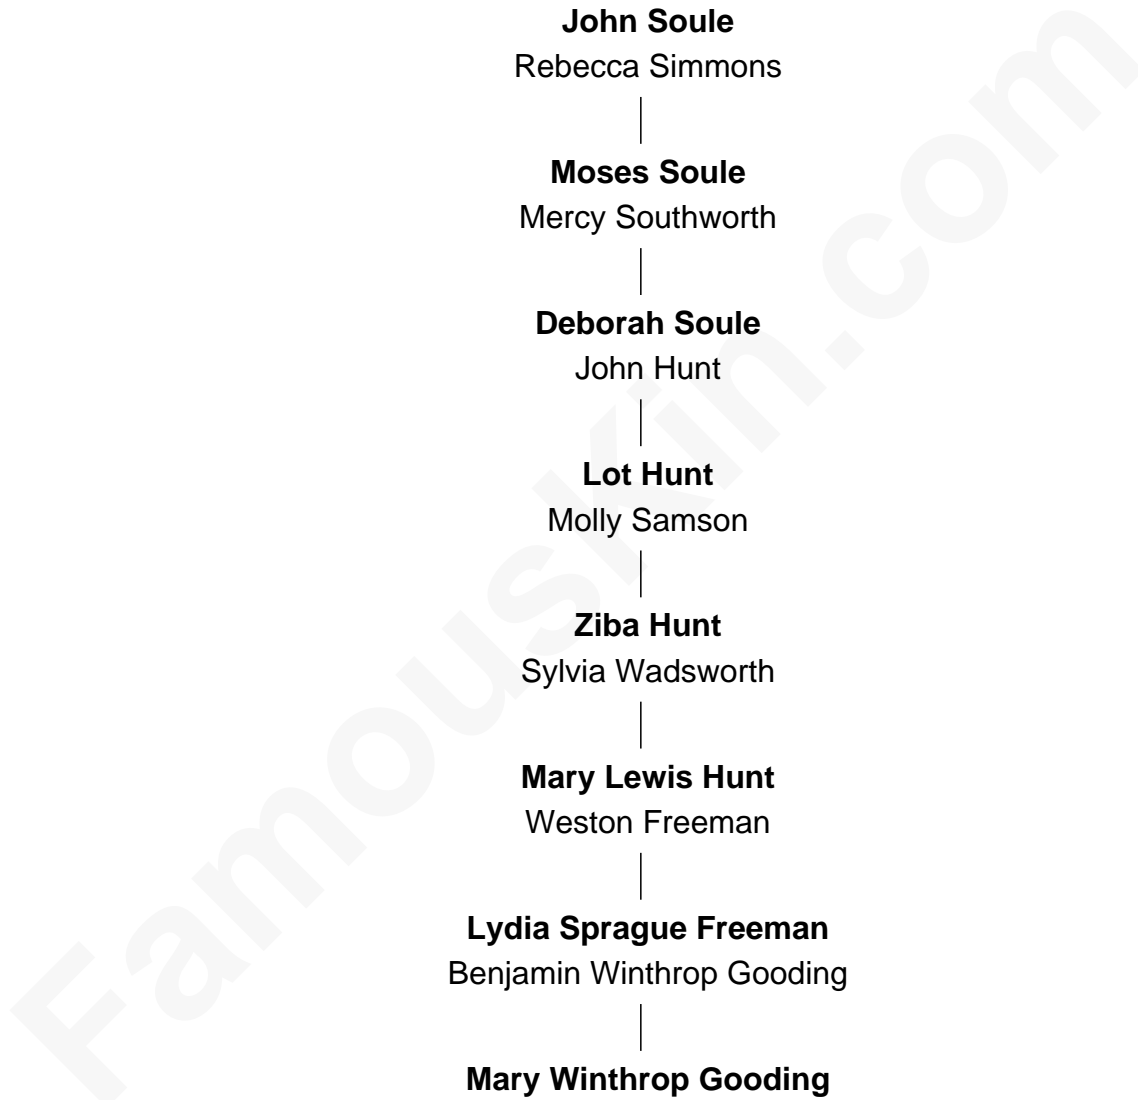 John Soule
Rebecca Simmons
Moses Soule
Mercy Southworth
Deborah Soule
John Hunt
Lot Hunt
Molly Samson
Ziba Hunt
Sylvia Wadsworth
Mary Lewis Hunt
Weston Freeman
Lydia Sprague Freeman
Benjamin Winthrop Gooding
Mary Winthrop Gooding
FamousKin.com